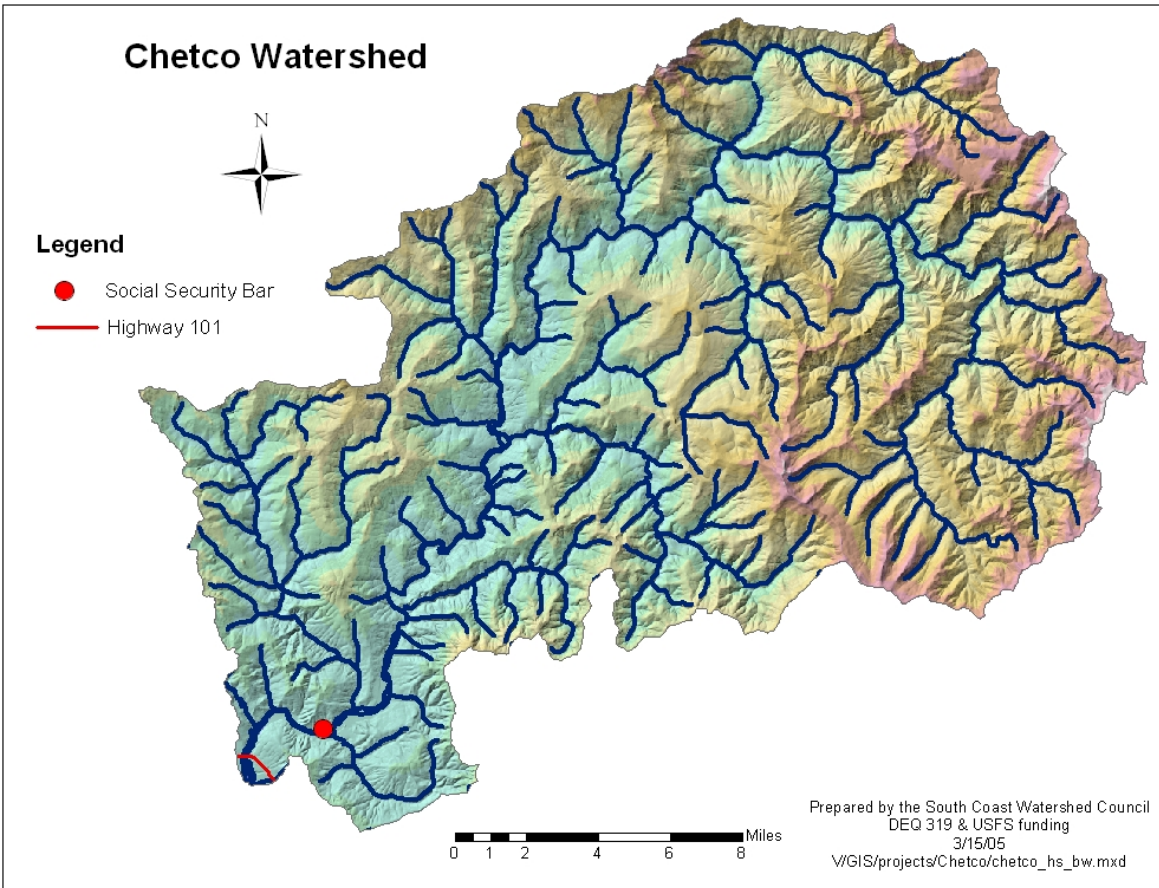 Chetco Watershed
N
Legend
Social Security Bar
Highway 101
Miles
0 1 2 4 6 8
Prepared by the South Coast Watershed Council
DEQ 319 & USFS funding
3/15/05
V/GIS/projects/Chetco/chetco_hs_bw.mxd